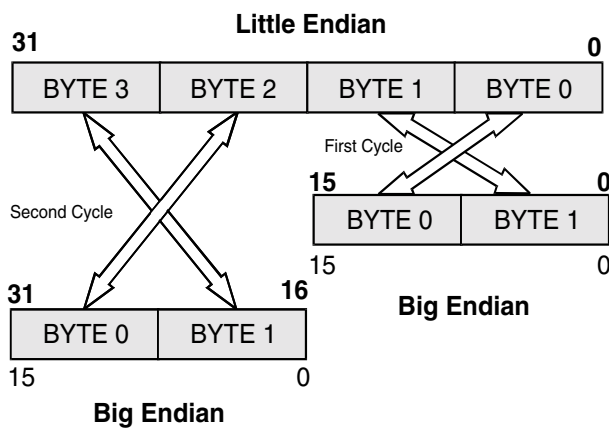 Little Endian
31 0
BYTE 3 BYTE 2 BYTE 1 BYTE 0
First Cycle
15 0
Second Cycle
BYTE 0 BYTE 1
15 0
31 16
Big Endian
BYTE 0 BYTE 1
15 0
Big Endian